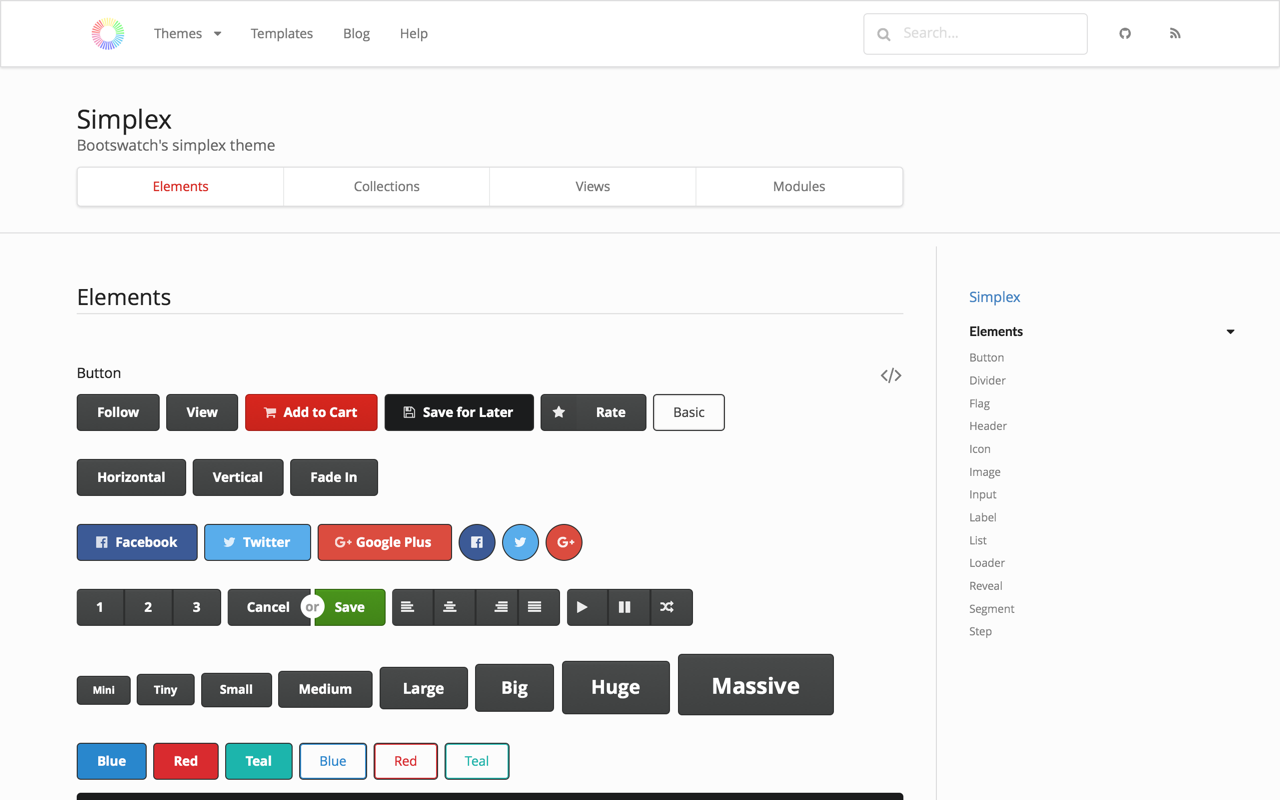 Themes Templates Blog Help Search...
Simplex
Bootswatch's simplex theme
Elements Collections Views Modules
Elements
Button </>
Follow View Add to Cart Save for Later Rate Basic
Horizontal Vertical Fade In
Facebook Twitter Google Plus
1 2 3 Cancel or Save
Mini Tiny Small Medium Large Big Huge Massive
Blue Red Teal Blue Red Teal
Simplex
Elements
Button
Divider
Flag
Header
Icon
Image
Input
Label
List
Loader
Reveal
Segment
Step